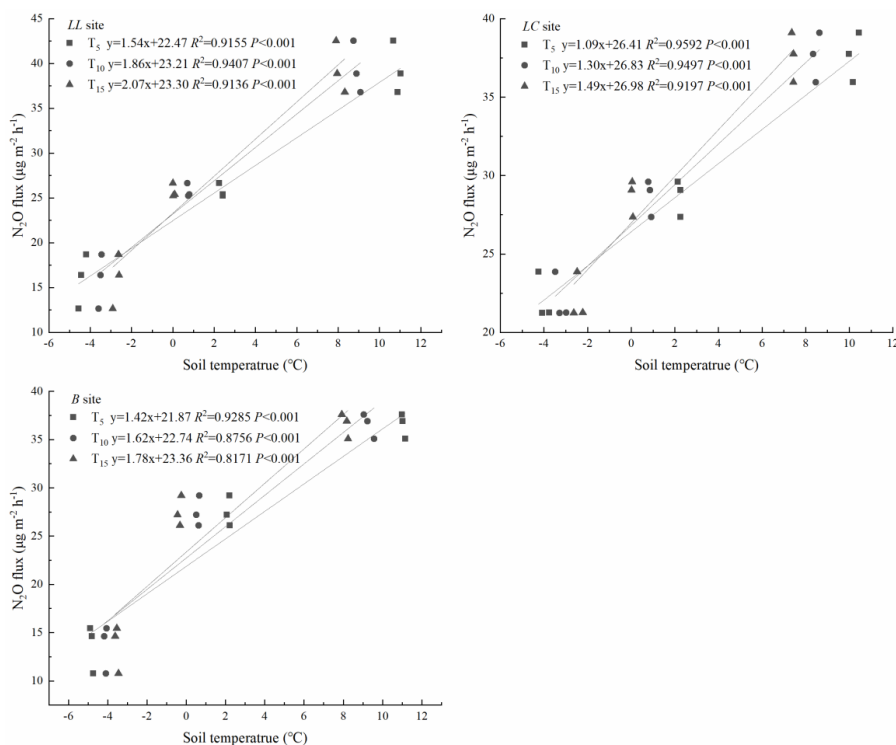 LL site
T5 y=1.54x+22.47 R2=0.9155 P<0.001
T10 y=1.86x+23.21 R2=0.9407 P<0.001
T15 y=2.07x+23.30 R2=0.9136 P<0.001
N2O flux (μg m-2 h-1)
45
40
35
30
25
20
15
10
-6 -4 -2 0 2 4 6 8 10 12
Soil temperatrue (℃)
LC site
T5 y=1.09x+26.41 R2=0.9592 P<0.001
T10 y=1.30x+26.83 R2=0.9497 P<0.001
T15 y=1.49x+26.98 R2=0.9197 P<0.001
N2O flux (μg m-2 h-1)
40
35
30
25
20
-6 -4 -2 0 2 4 6 8 10 12
Soil temperatrue (℃)
B site
T5 y=1.42x+21.87 R2=0.9285 P<0.001
T10 y=1.62x+22.74 R2=0.8756 P<0.001
T15 y=1.78x+23.36 R2=0.8171 P<0.001
N2O flux (μg m-2 h-1)
40
35
30
25
20
15
10
-6 -4 -2 0 2 4 6 8 10 12
Soil temperatrue (℃)